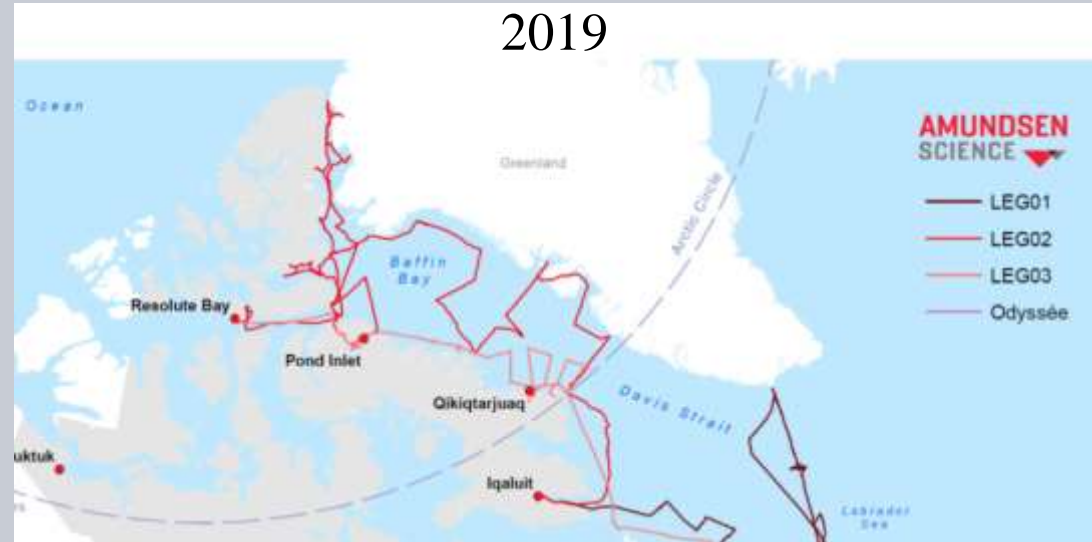 2019
Ocean
Greenland
Arctic Circle
AMUNDSEN
SCIENCE
LEG01
LEG02
LEG03
Odyssée
Baffin
Bay
Resolute Bay
Pond Inlet
Qikiqtarjuaq
Davis Strait
uktuk
Iqaluit
Labrador
Sea